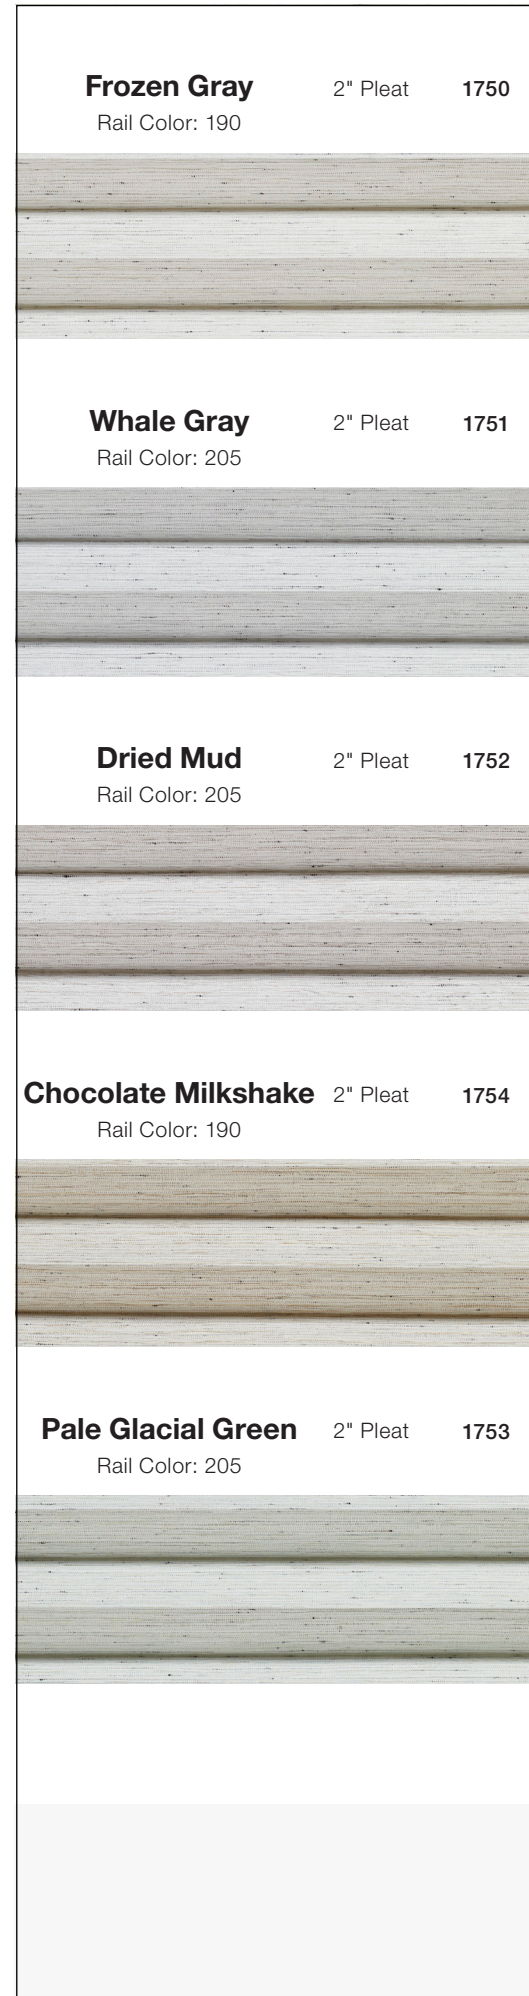 Frozen Gray 2" Pleat 1750
Rail Color: 190
Whale Gray 2" Pleat 1751
Rail Color: 205
Dried Mud 2" Pleat 1752
Rail Color: 205
Chocolate Milkshake 2" Pleat 1754
Rail Color: 190
Pale Glacial Green 2" Pleat 1753
Rail Color: 205